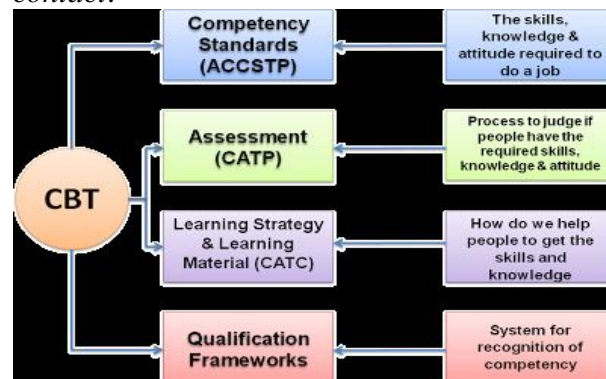 contact.
Competency
Standards
(ACCSTP)
The skills,
knowledge &
attitude required to
do a job
Assessment
(CATP)
Process to judge if
people have the
required skills,
knowledge & attitude
CBT
Learning Strategy
& Learning
Material (CATC)
How do we help
people to get the
skills and
knowledge
Qualification
Frameworks
System for
recognition of
competency